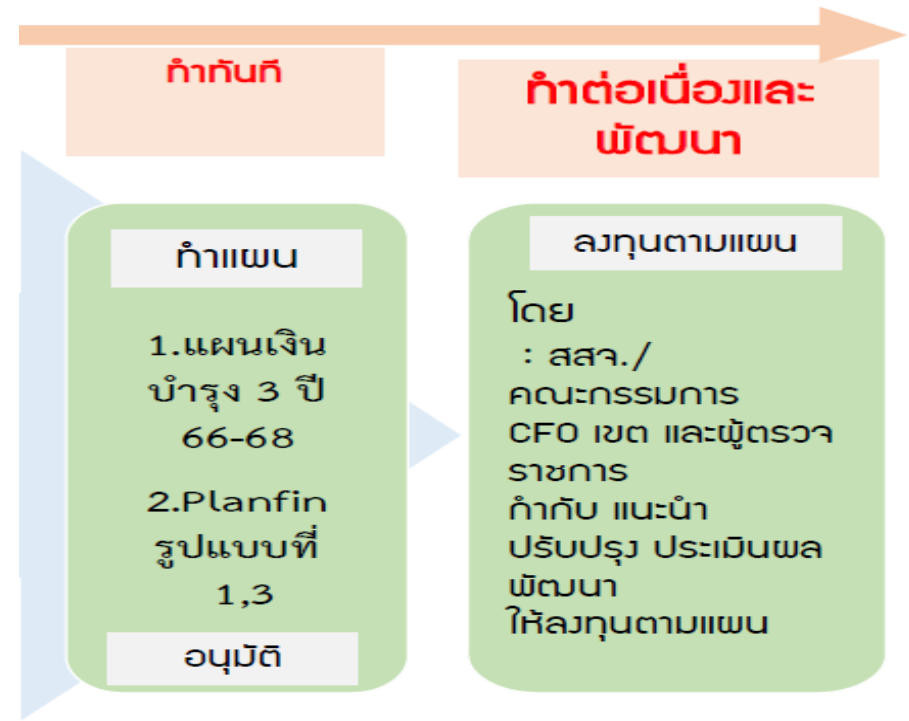 ทำทันที
ทำต่อเนื่องและ
พัฒนา
ทำแผน
1.แผนเงิน
บำรุง 3 ปี
66-68
2.Planfin
รูปแบบที่
1,3
อนุมัติ
ลงทุนตามแผน
โดย
: สสจ./
คณะกรรมการ
CFO เขต และผู้ตรวจ
ราชการ
กำกับ แนะนำ
ปรับปรุง ประเมินผล
พัฒนา
ให้ลงทุนตามแผน